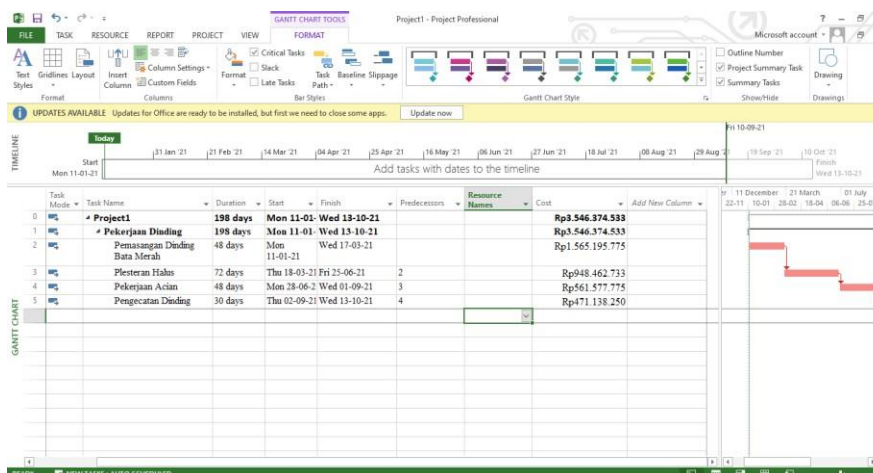 GANTT CHART TOOLS
Project1 - Project Professional
FILE TASK RESOURCE REPORT PROJECT VIEW FORMAT
Microsoft account
Text Styles
Gridlines
Layout
Insert Column
Column Settings
Custom Fields
Format
Critical Tasks
Slack
Late Tasks
Task Path
Baseline
Slippage
Outline Number
Project Summary Task
Summary Tasks
Drawing
Format Columns Bar Styles Gantt Chart Style Show/Hide Drawings
UPDATES AVAILABLE Updates for Office are ready to be installed, but first we need to close some apps. Update now
TIMELINE
Fri 10-09-21
Today
31 Jan '21 21 Feb '21 14 Mar '21 04 Apr '21 25 Apr '21 16 May '21 06 Jun '21 27 Jun '21 18 Jul '21 08 Aug '21 29 Aug '21 19 Sep '21 10 Oct '21
Start
Mon 11-01-21
Add tasks with dates to the timeline
Finish
Wed 13-10-21
GANTT CHART
Task Mode Task Name Duration Start Finish Predecessors Resource Names Cost Add New Column
11 December 21 March 01 July
22-11 10-01 28-02 18-04 06-06 25-0
0 Project1 198 days Mon 11-01- Wed 13-10-21 Rp3.546.374.533
1 Pekerjaan Dinding 198 days Mon 11-01- Wed 13-10-21 Rp3.546.374.533
2 Pemasangan Dinding Bata Merah 48 days Mon 11-01-21 Wed 17-03-21 Rp1.565.195.775
3 Plesteran Halus 72 days Thu 18-03-21 Fri 25-06-21 2 Rp948.462.733
4 Pekerjaan Acian 48 days Mon 28-06-2 Wed 01-09-21 3 Rp561.577.775
5 Pengecatan Dinding 30 days Thu 02-09-21 Wed 13-10-21 4 Rp471.138.250